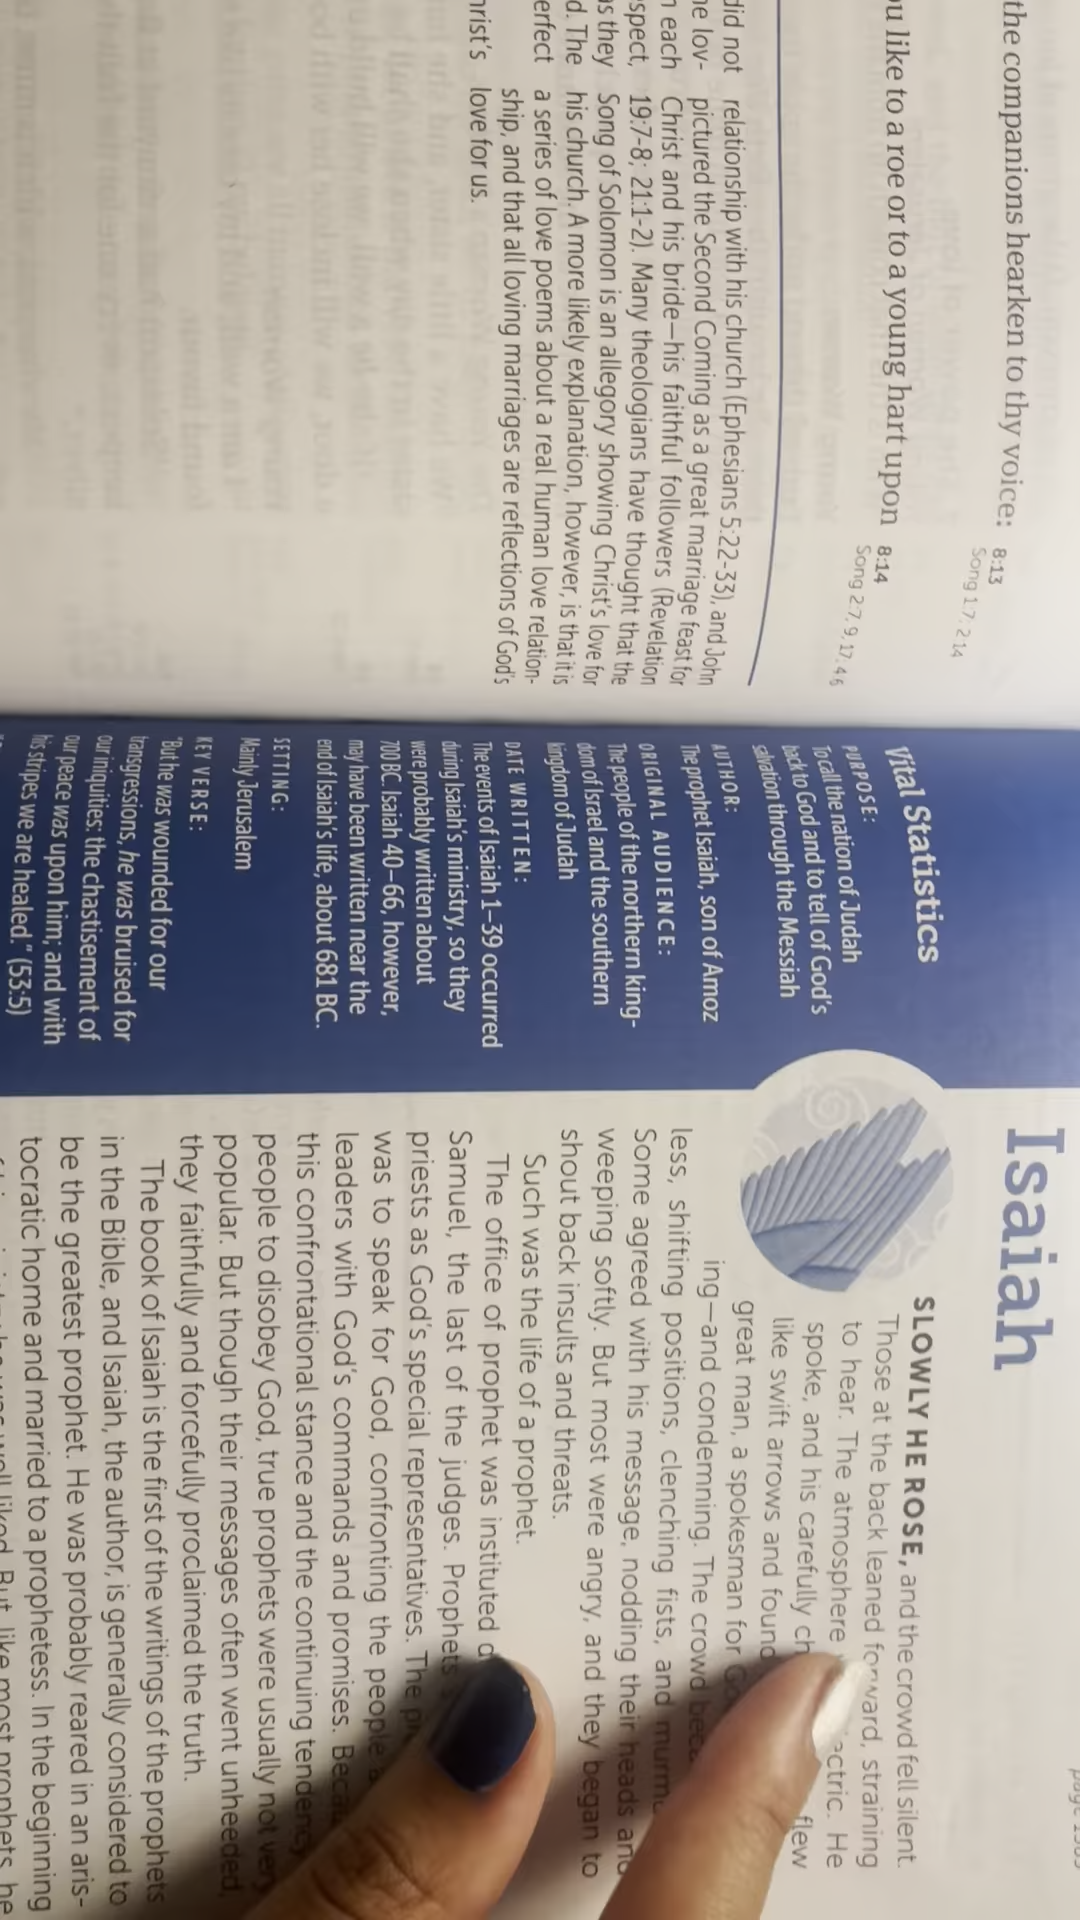 the companions hearken to thy voice:
8:13
Song 1:7; 2:14
ou like to a roe or to a young hart upon
8:14
Song 2:7, 9, 17; 4:6
did not
he lov-
n each
spect,
as they
d. The
erfect
hrist's
relationship with his church (Ephesians 5:22-33), and John
pictured the Second Coming as a great marriage feast for
Christ and his bride—his faithful followers (Revelation
19:7-8; 21:1-2). Many theologians have thought that the
Song of Solomon is an allegory showing Christ's love for
his church. A more likely explanation, however, is that it is
a series of love poems about a real human love relation-
ship, and that all loving marriages are reflections of God's
love for us.
Vital Statistics
PURPOSE:
To call the nation of Judah
back to God and to tell of God's
salvation through the Messiah
AUTHOR:
The prophet Isaiah, son of Amoz
ORIGINAL AUDIENCE:
The people of the northern king-
dom of Israel and the southern
kingdom of Judah
DATE WRITTEN:
The events of Isaiah 1–39 occurred
during Isaiah's ministry, so they
were probably written about
700 BC. Isaiah 40–66, however,
may have been written near the
end of Isaiah's life, about 681 BC.
SETTING:
Mainly Jerusalem
KEY VERSE:
"But he was wounded for our
transgressions, he was bruised for
our iniquities: the chastisement of
our peace was upon him; and with
his stripes we are healed." (53:5)
page
Isaiah
SLOWLY HE ROSE, and the crowd fell silent.
Those at the back leaned forward, straining
to hear. The atmosphere ectric. He
spoke, and his carefully ch flew
like swift arrows and found
great man, a spokesman for
ing—and condemning. The crowd
less, shifting positions, clenching fists, and
Some agreed with his message, nodding their heads and
weeping softly. But most were angry, and they began to
shout back insults and threats.
Such was the life of a prophet.
The office of prophet was instituted d
Samuel, the last of the judges. Prophets
priests as God's special representatives. The
was to speak for God, confronting the people
leaders with God's commands and promises.
this confrontational stance and the continuing tendency
people to disobey God, true prophets were usually not very
popular. But though their messages often went unheeded,
they faithfully and forcefully proclaimed the truth.
The book of Isaiah is the first of the writings of the prophets
in the Bible, and Isaiah, the author, is generally considered to
be the greatest prophet. He was probably reared in an aris-
tocratic home and married to a prophetess. In the beginning
he was well liked. But, like most prophets, he